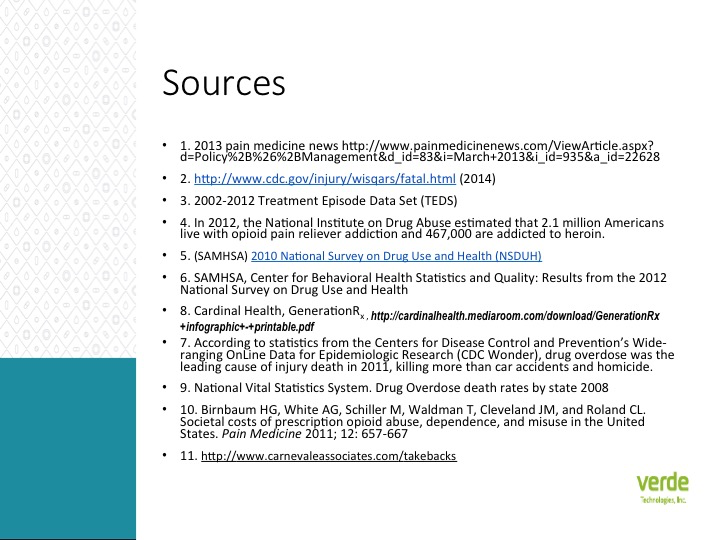 Sources
• 1. 2013 pain medicine news http://www.painmedicinenews.com/ViewArticle.aspx?
d=Policy%2B%26%2BManagement&d_id=83&i=March+2013&i_id=935&a_id=22628
• 2. http://www.cdc.gov/injury/wisqars/fatal.html (2014)
• 3. 2002-2012 Treatment Episode Data Set (TEDS)
• 4. In 2012, the National Institute on Drug Abuse estimated that 2.1 million Americans
live with opioid pain reliever addiction and 467,000 are addicted to heroin.
• 5. (SAMHSA) 2010 National Survey on Drug Use and Health (NSDUH)
• 6. SAMHSA, Center for Behavioral Health Statistics and Quality: Results from the 2012
National Survey on Drug Use and Health
• 8. Cardinal Health, GenerationRx , http://cardinalhealth.mediaroom.com/download/GenerationRx
+infographic+-+printable.pdf
• 7. According to statistics from the Centers for Disease Control and Prevention's Wide-
ranging OnLine Data for Epidemiologic Research (CDC Wonder), drug overdose was the
leading cause of injury death in 2011, killing more than car accidents and homicide.
• 9. National Vital Statistics System. Drug Overdose death rates by state 2008
• 10. Birnbaum HG, White AG, Schiller M, Waldman T, Cleveland JM, and Roland CL.
Societal costs of prescription opioid abuse, dependence, and misuse in the United
States. Pain Medicine 2011; 12: 657-667
• 11. http://www.carnevaleassociates.com/takebacks
verde
Technologies, Inc.